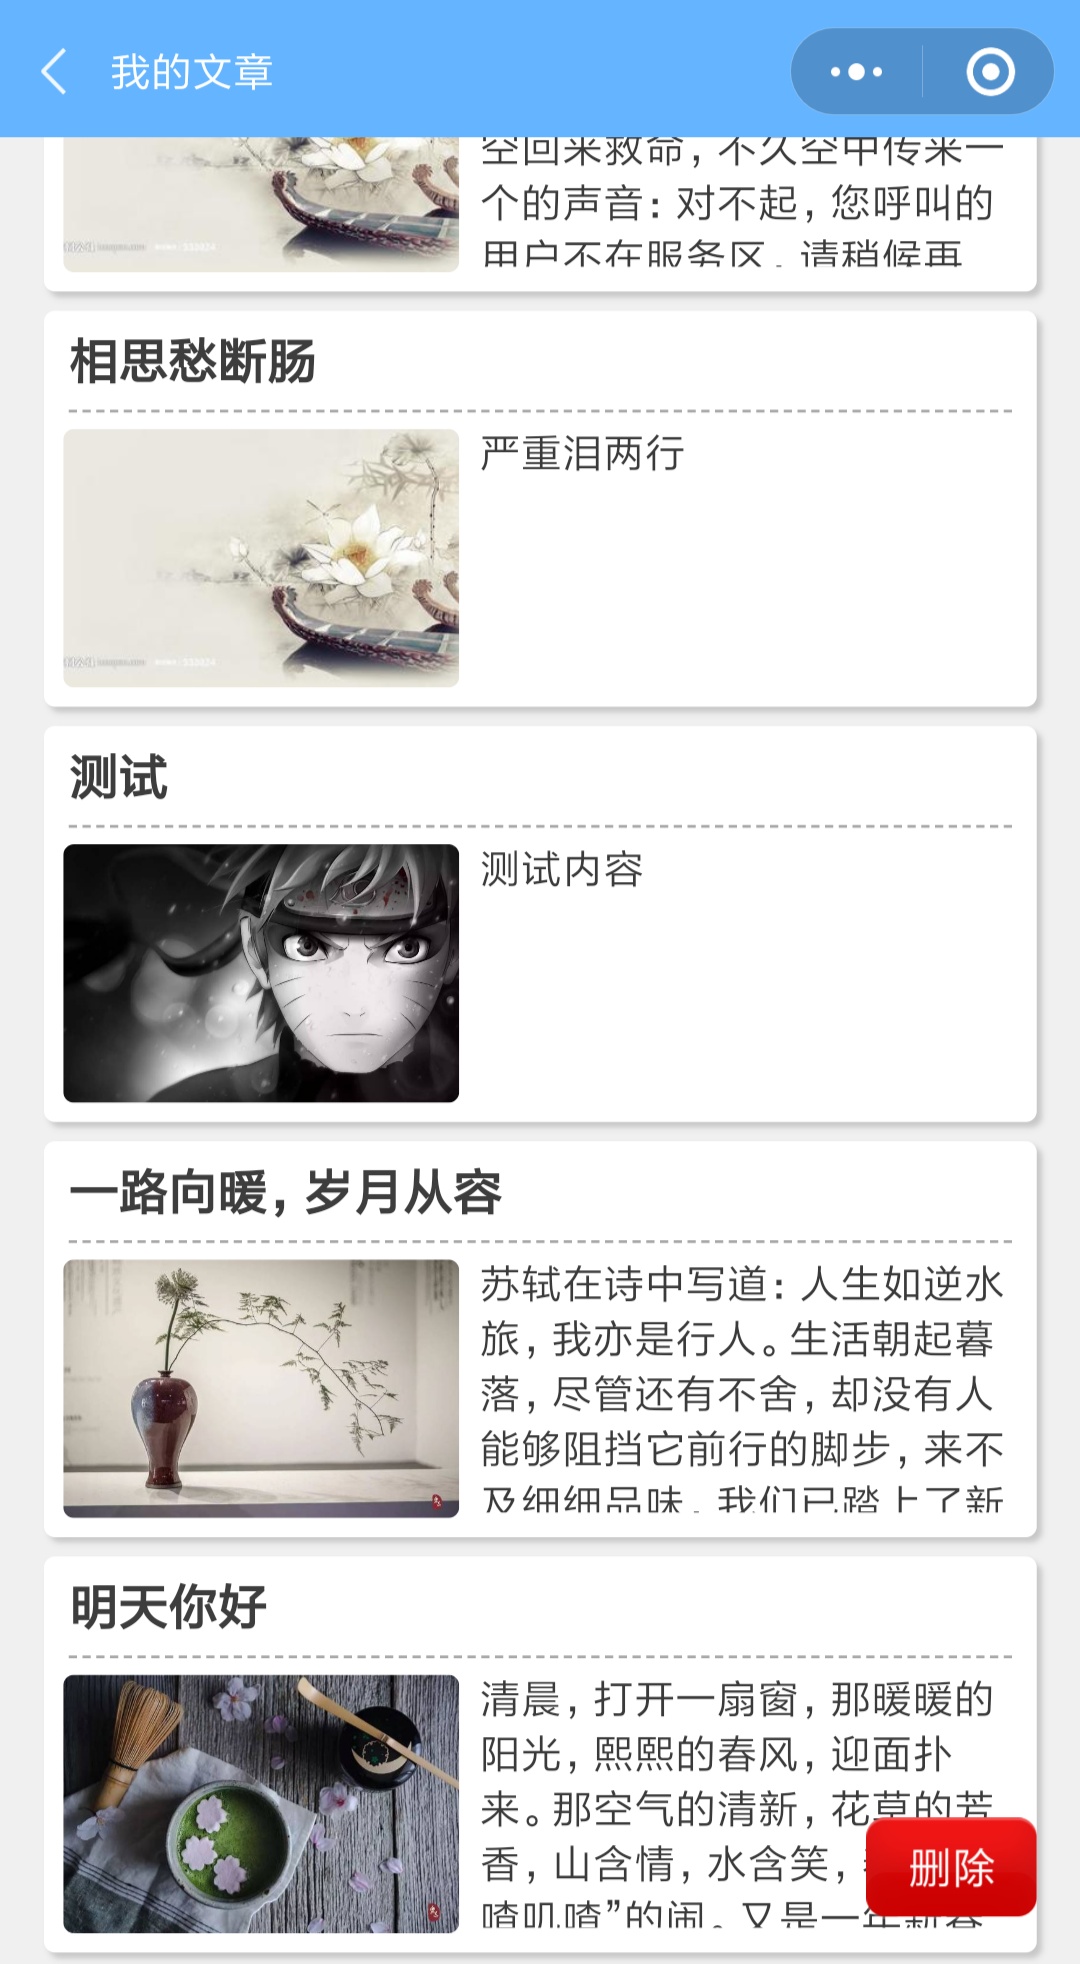 我的文章
空回来救命，不久空中传来一
个的声音：对不起，您呼叫的
用户不在服务区，请稍候再
相思愁断肠
严重泪两行
测试
测试内容
一路向暖，岁月从容
苏轼在诗中写道：人生如逆水
旅，我亦是行人。生活朝起暮
落，尽管还有不舍，却没有人
能够阻挡它前行的脚步，来不
及细细品味，我们已踏上了新
明天你好
清晨，打开一扇窗，那暖暖的
阳光，熙熙的春风，迎面扑
来。那空气的清新，花草的芳
香，山含情，水含笑，
喳叽喳”的闹。又是一年新春
删除